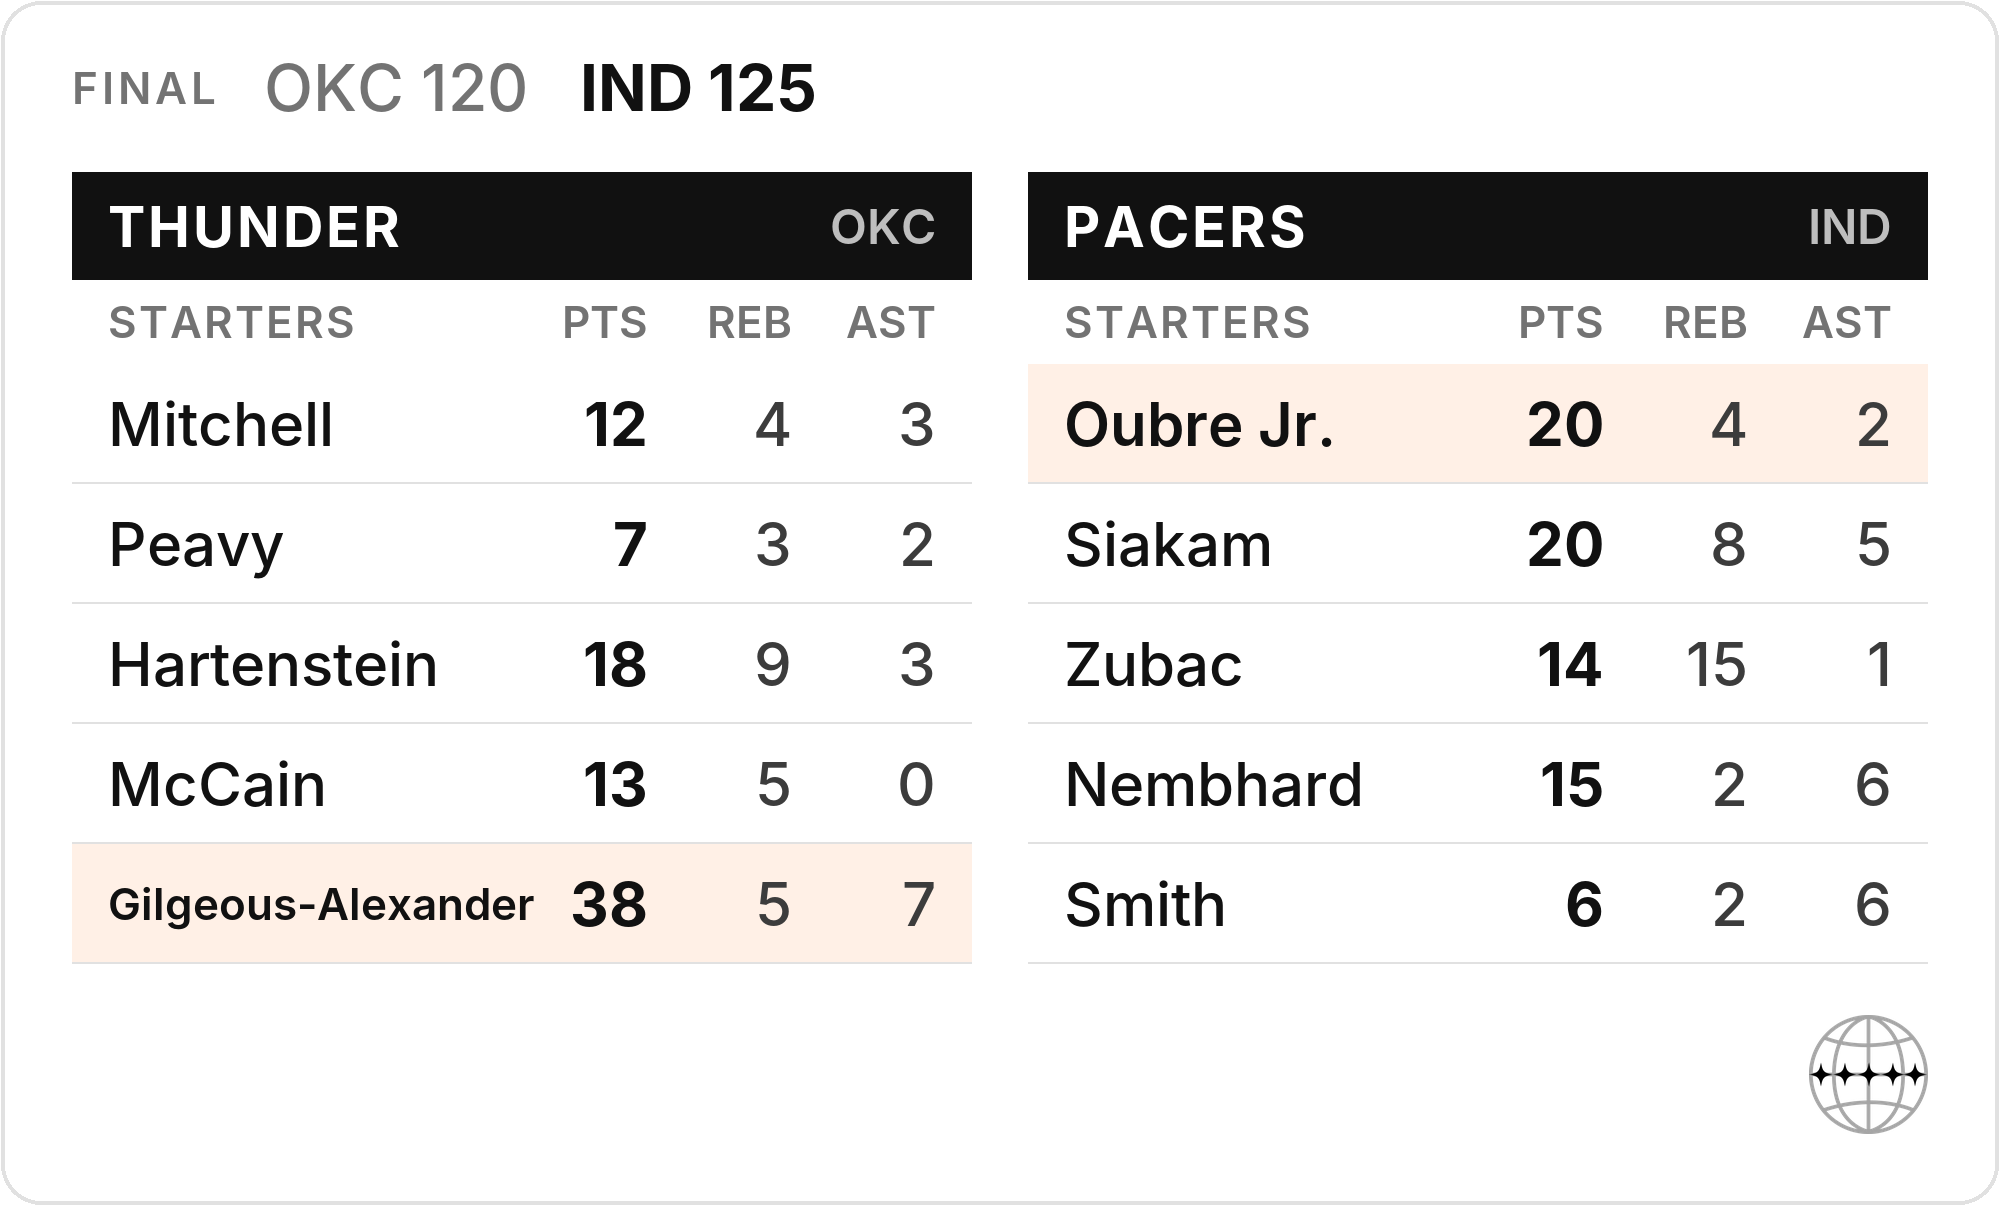 FINAL OKC 120 IND 125
THUNDER OKC
STARTERS PTS REB AST
Mitchell 12 4 3
Peavy 7 3 2
Hartenstein 18 9 3
McCain 13 5 0
Gilgeous-Alexander 38 5 7
PACERS IND
STARTERS PTS REB AST
Oubre Jr. 20 4 2
Siakam 20 8 5
Zubac 14 15 1
Nembhard 15 2 6
Smith 6 2 6